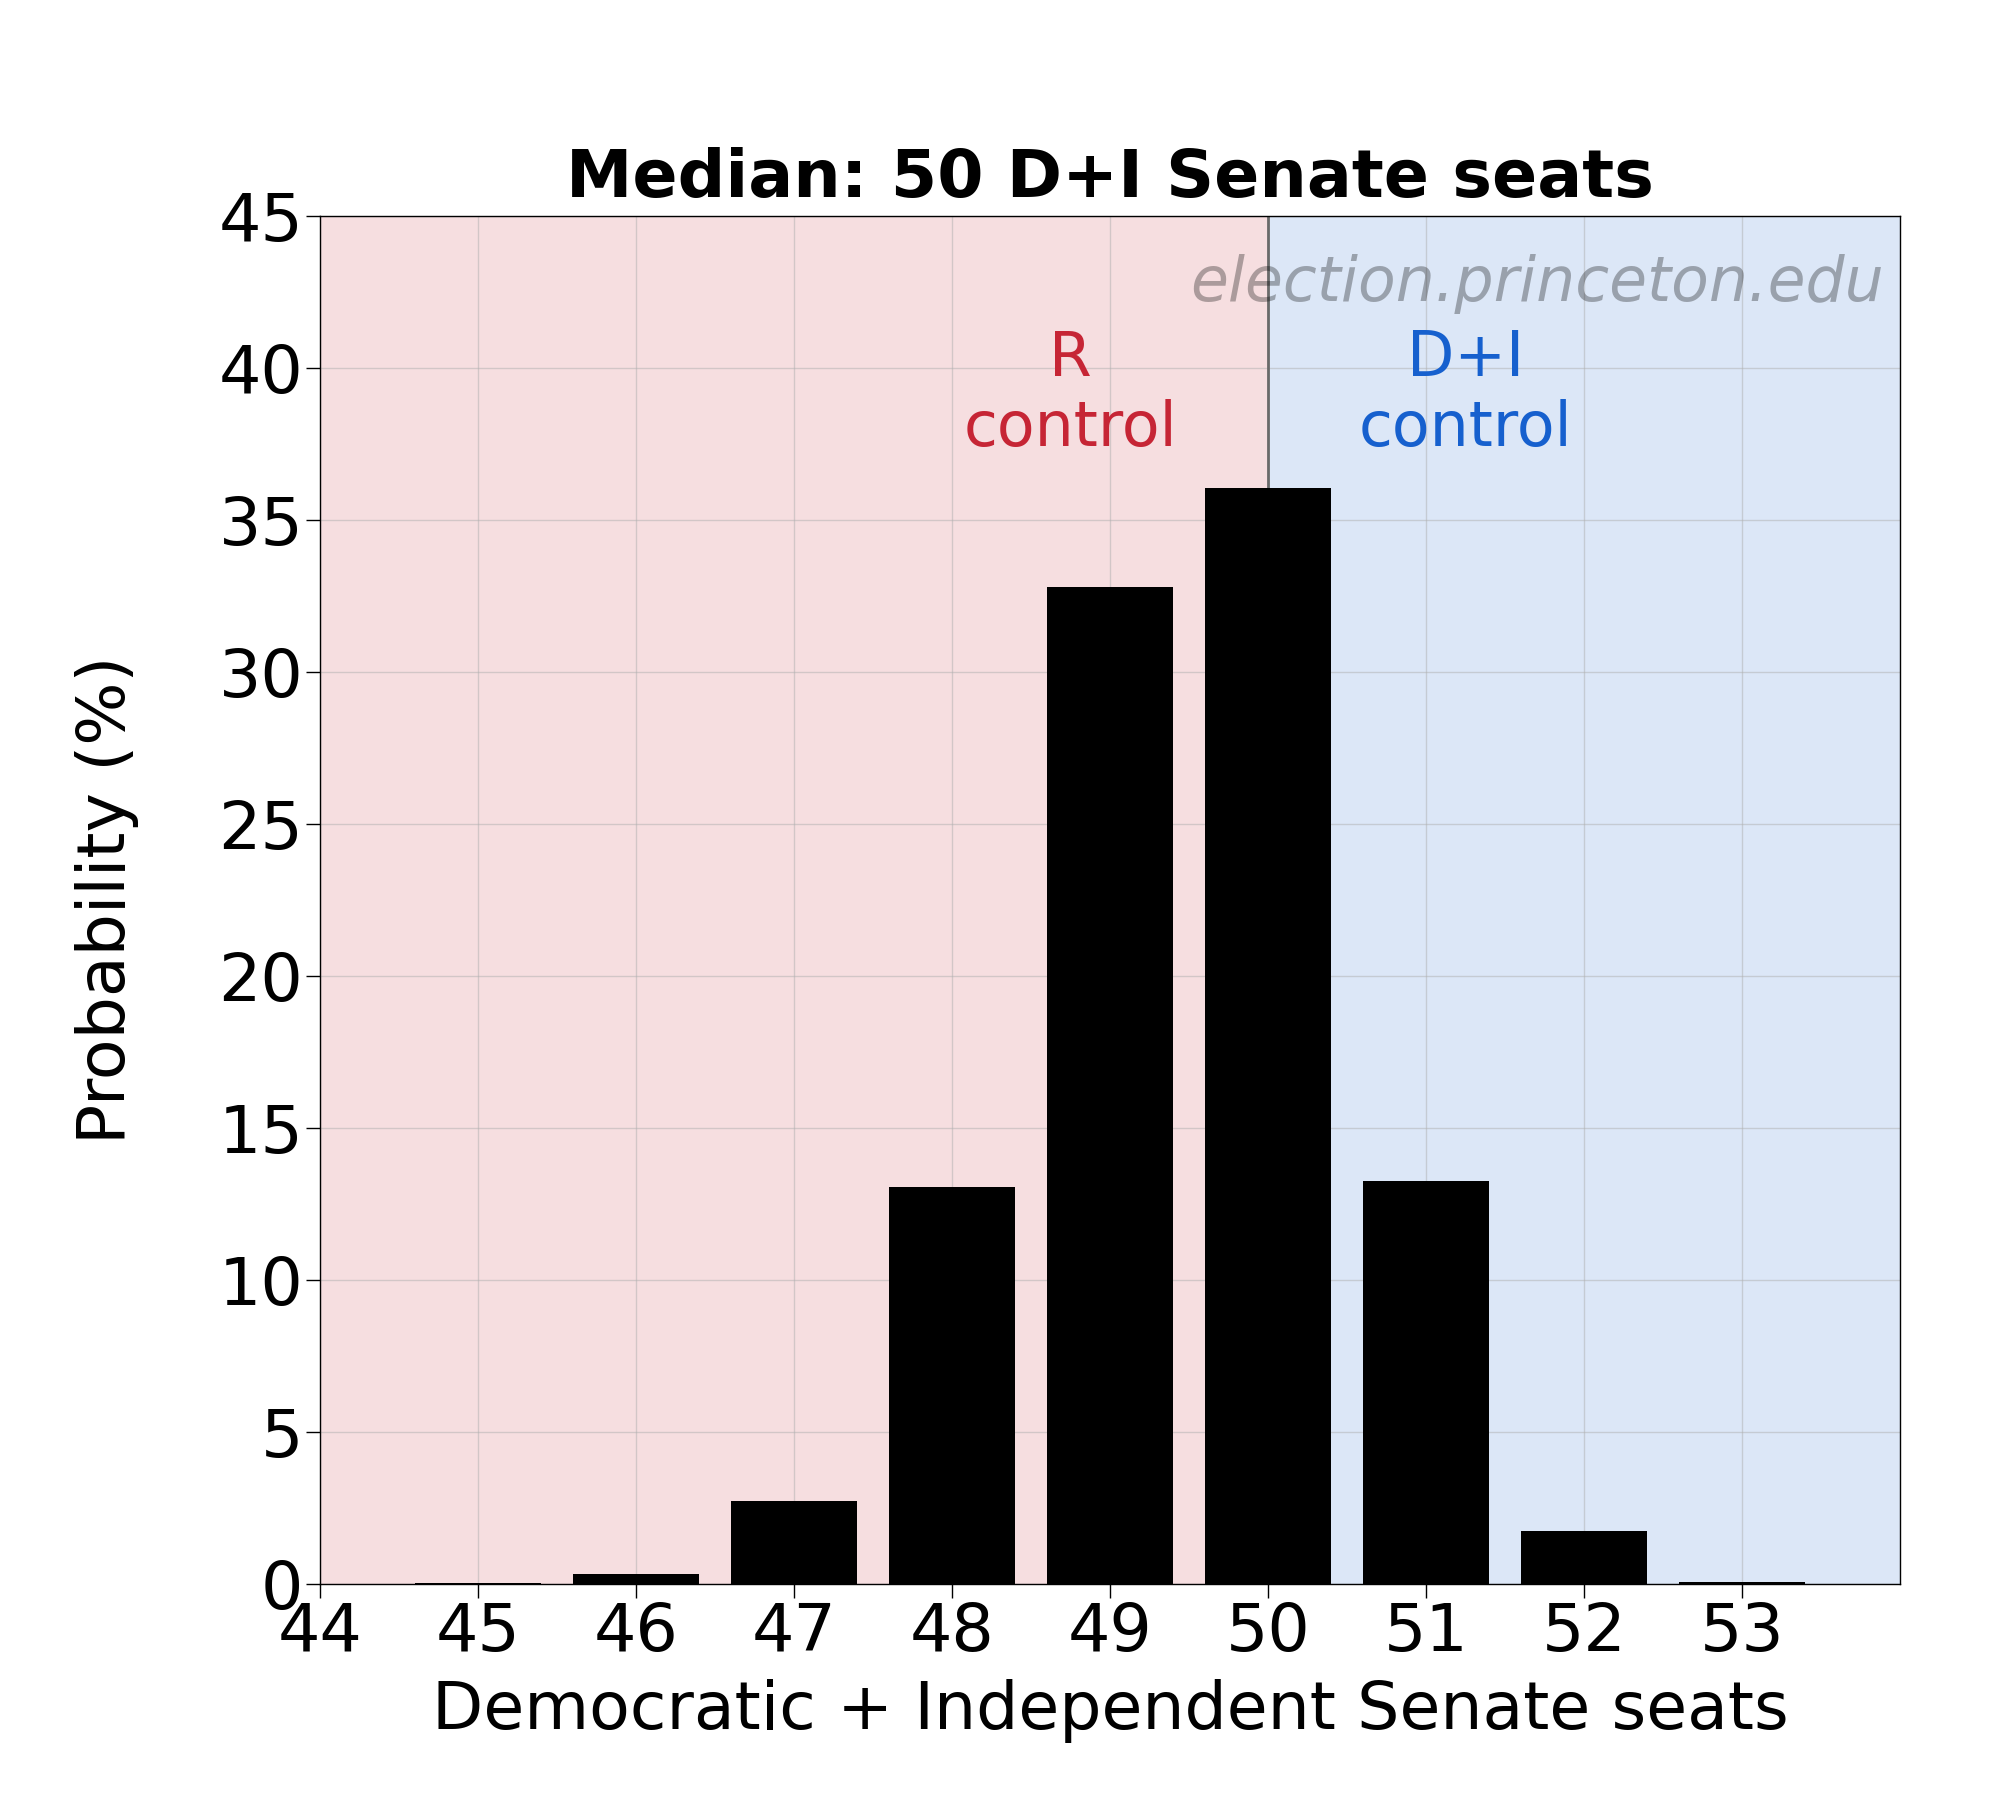 Median: 50 D+I Senate seats
election.princeton.edu
R
control
D+I
control
45
40
35
30
25
20
15
10
5
0
Probability (%)
44 45 46 47 48 49 50 51 52 53
Democratic + Independent Senate seats